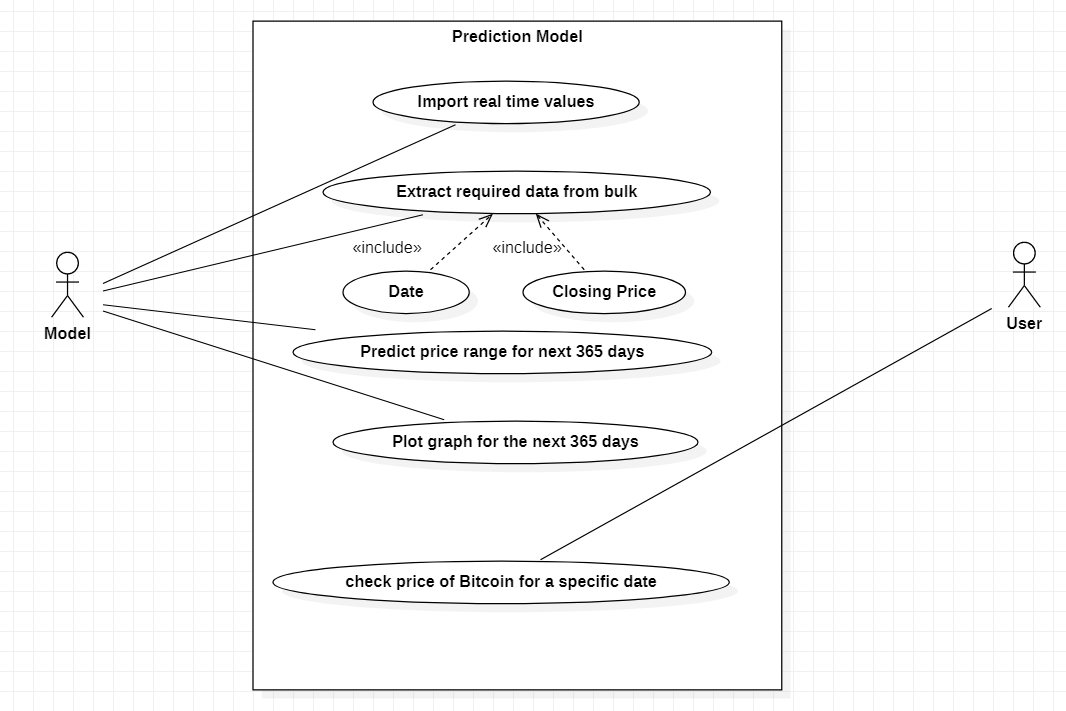 Prediction Model
Import real time values
Extract required data from bulk
«include»
«include»
Date
Closing Price
Model
User
Predict price range for next 365 days
Plot graph for the next 365 days
check price of Bitcoin for a specific date